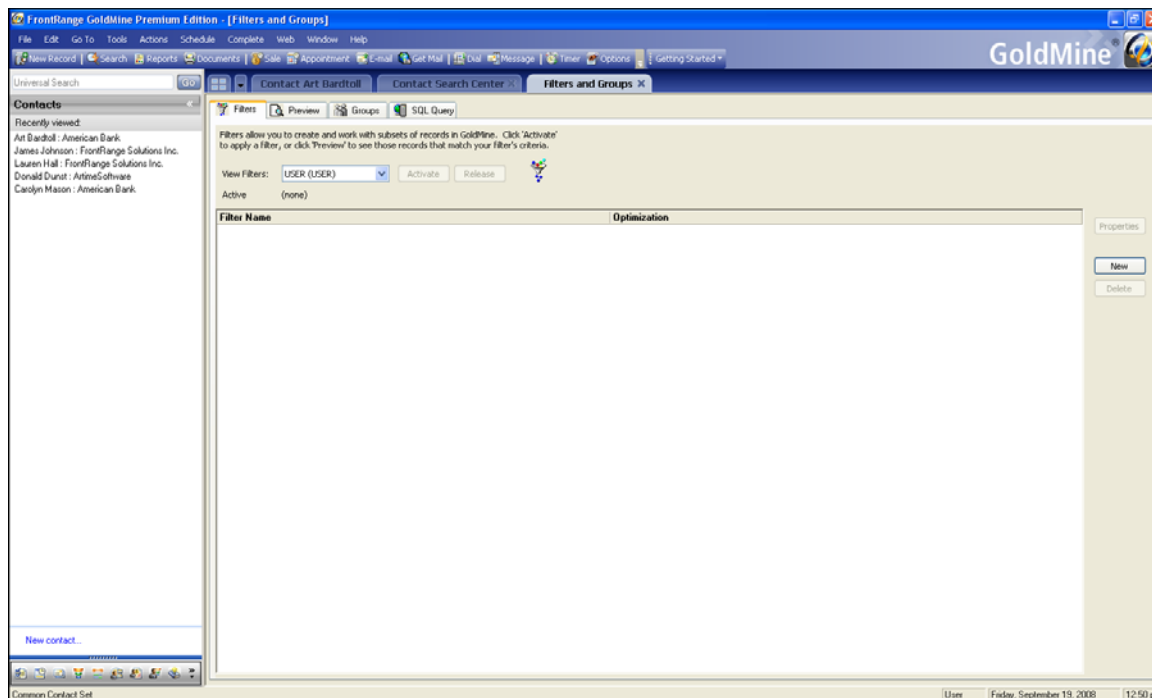 FrontRange GoldMine Premium Edition - [Filters and Groups]
File Edit Go To Tools Actions Schedule Complete Web Window Help
New Record | Search Reports Documents | Sale Appointment E-mail Get Mail | Dial Message | Timer Options Getting Started
GoldMine®
Universal Search GO
Contact Art Bardtoll Contact Search Center Filters and Groups
Contacts
Recently viewed:
Art Bardtoll : American Bank
James Johnson : FrontRange Solutions Inc.
Lauren Hall : FrontRange Solutions Inc.
Donald Dunst : ArtimeSoftware
Carolyn Mason : American Bank
Filters Preview Groups SQL Query
Filters allow you to create and work with subsets of records in GoldMine. Click 'Activate'
to apply a filter, or click 'Preview' to see those records that match your filter's criteria.
View Filters: USER (USER) Activate Release
Active (none)
Filter Name Optimization
Properties
New
Delete
New contact...
Common Contact Set User Friday, September 19, 2008 12:50